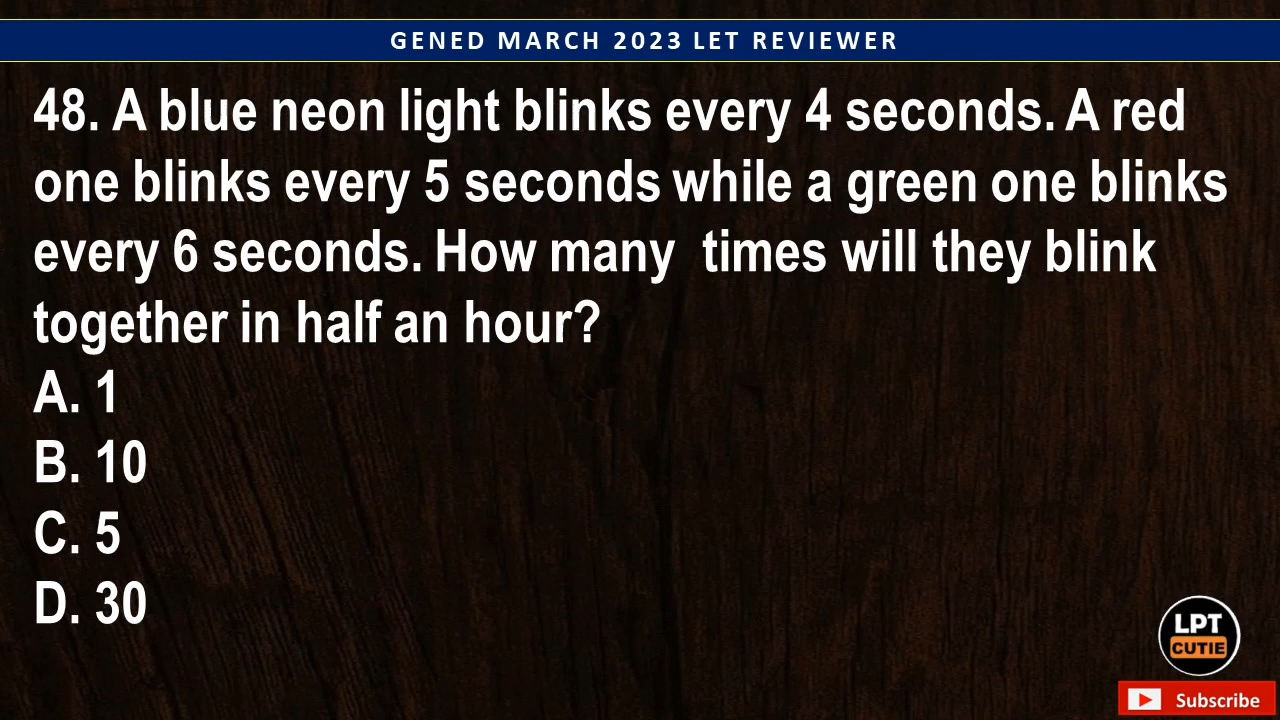 GENED MARCH 2023 LET REVIEWER
48. A blue neon light blinks every 4 seconds. A red
one blinks every 5 seconds while a green one blinks
every 6 seconds. How many  times will they blink
together in half an hour?
A. 1
B. 10
C. 5
D. 30
LPT
CUTIE
Subscribe